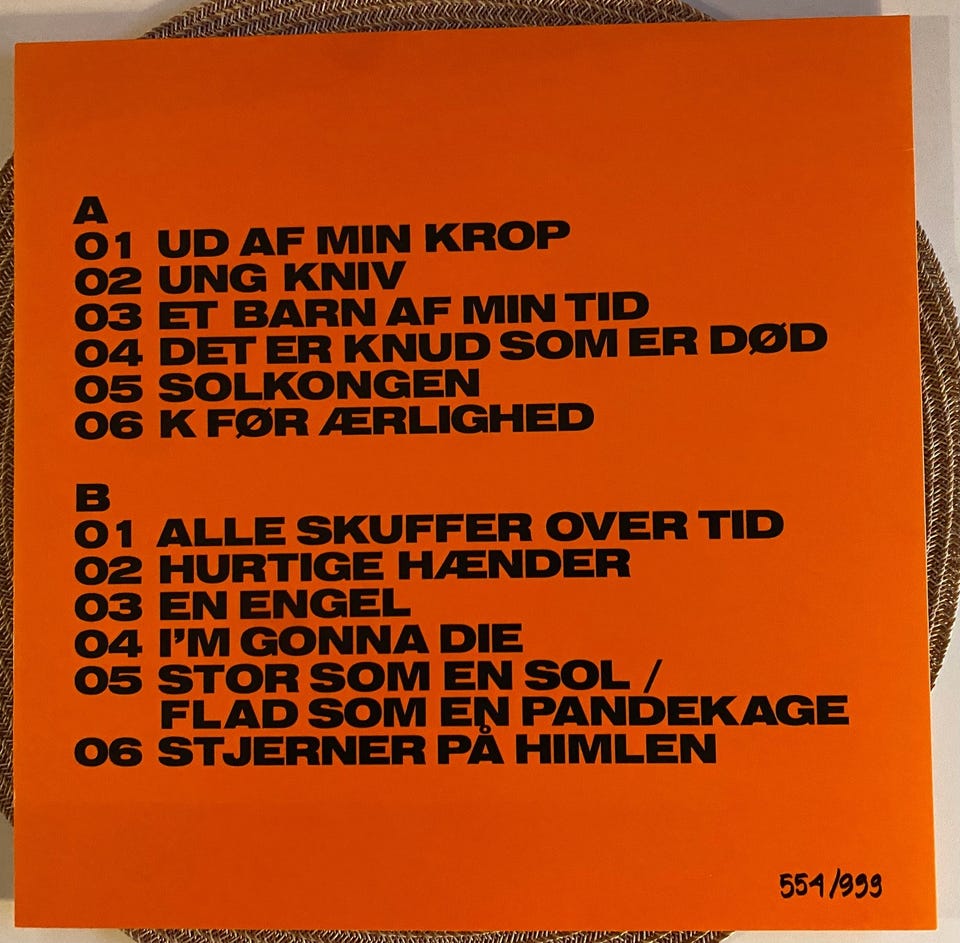 A
01 UD AF MIN KROP
02 UNG KNIV
03 ET BARN AF MIN TID
04 DET ER KNUD SOM ER DØD
05 SOLKONGEN
06 K FØR ÆRLIGHED
B
01 ALLE SKUFFER OVER TID
02 HURTIGE HÆNDER
03 EN ENGEL
04 I'M GONNA DIE
05 STOR SOM EN SOL /
FLAD SOM EN PANDEKAGE
06 STJERNER PÅ HIMLEN
554/999